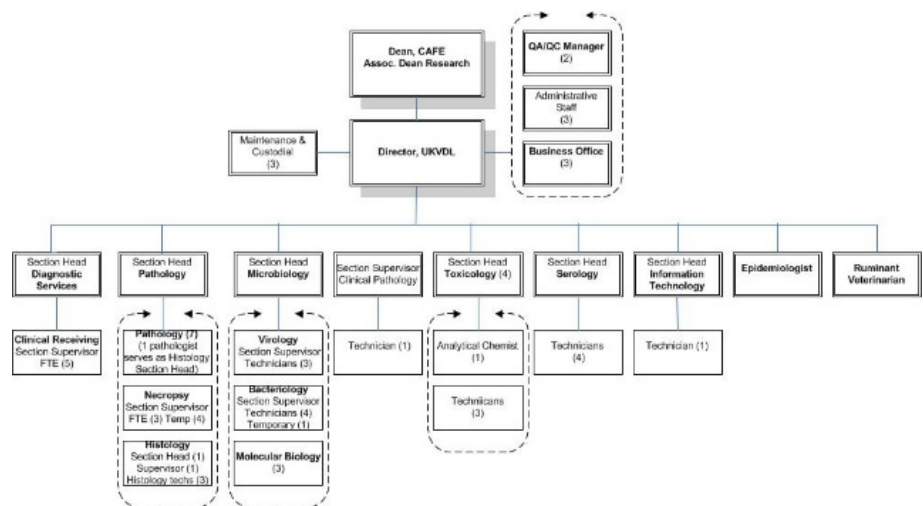 Dean, CAFE
Assoc. Dean Research
QA/QC Manager
(2)
Administrative
Staff
(3)
Maintenance &
Custodial
(3)
Director, UKVDL
Business Office
(3)
Section Head
Diagnostic
Services
Section Head
Pathology
Section Head
Microbiology
Section Supervisor
Clinical Pathology
Section Head
Toxicology (4)
Section Head
Serology
Section Head
Information
Technology
Epidemiologist
Ruminant
Veterinarian
Clinical Receiving
Section Supervisor
FTE (5)
Pathology (7)
(1 pathologist
serves as Histology
Section Head)
Virology
Section Supervisor
Technicians (3)
Technician (1)
Analytical Chemist
(1)
Technicians
(4)
Technician (1)
Necropsy
Section Supervisor
FTE (3) Temp (4)
Bacteriology
Section Supervisor
Technicians (4)
Temporary (1)
Techniicans
(3)
Histology
Section Head (1)
Supervisor (1)
Histology techs (3)
Molecular Biology
(3)